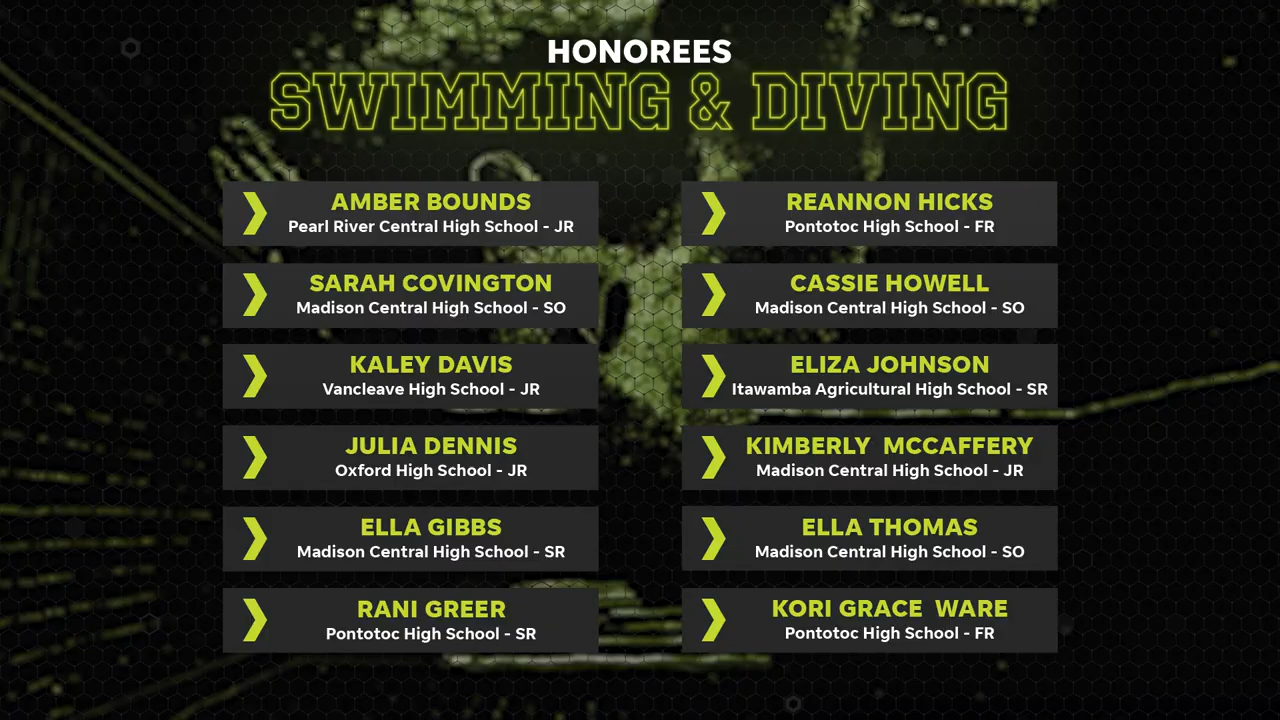 HONOREES
SWIMMING & DIVING
AMBER BOUNDS
Pearl River Central High School - JR
SARAH COVINGTON
Madison Central High School - SO
KALEY DAVIS
Vancleave High School - JR
JULIA DENNIS
Oxford High School - JR
ELLA GIBBS
Madison Central High School - SR
RANI GREER
Pontotoc High School - SR
REANNON HICKS
Pontotoc High School - FR
CASSIE HOWELL
Madison Central High School - SO
ELIZA JOHNSON
Itawamba Agricultural High School - SR
KIMBERLY  MCCAFFERY
Madison Central High School - JR
ELLA THOMAS
Madison Central High School - SO
KORI GRACE  WARE
Pontotoc High School - FR